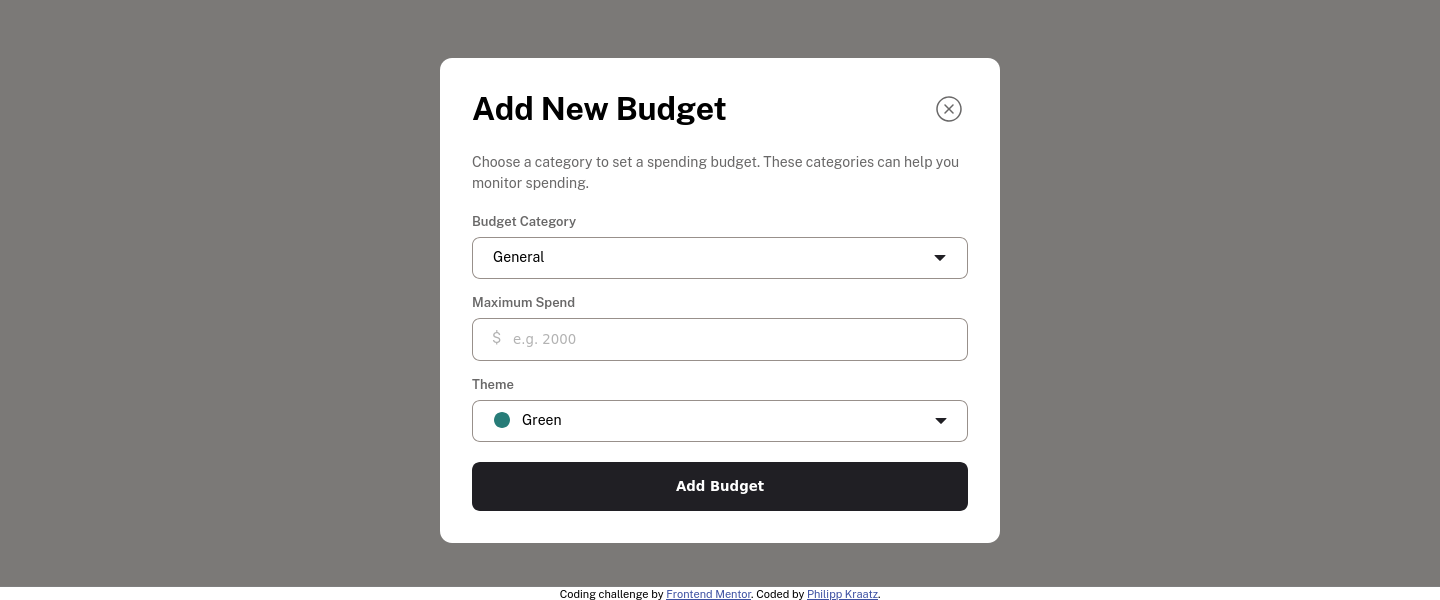 Add New Budget
Choose a category to set a spending budget. These categories can help you
monitor spending.
Budget Category
General
Maximum Spend
$ e.g. 2000
Theme
Green
Add Budget
Coding challenge by Frontend Mentor. Coded by Philipp Kraatz.